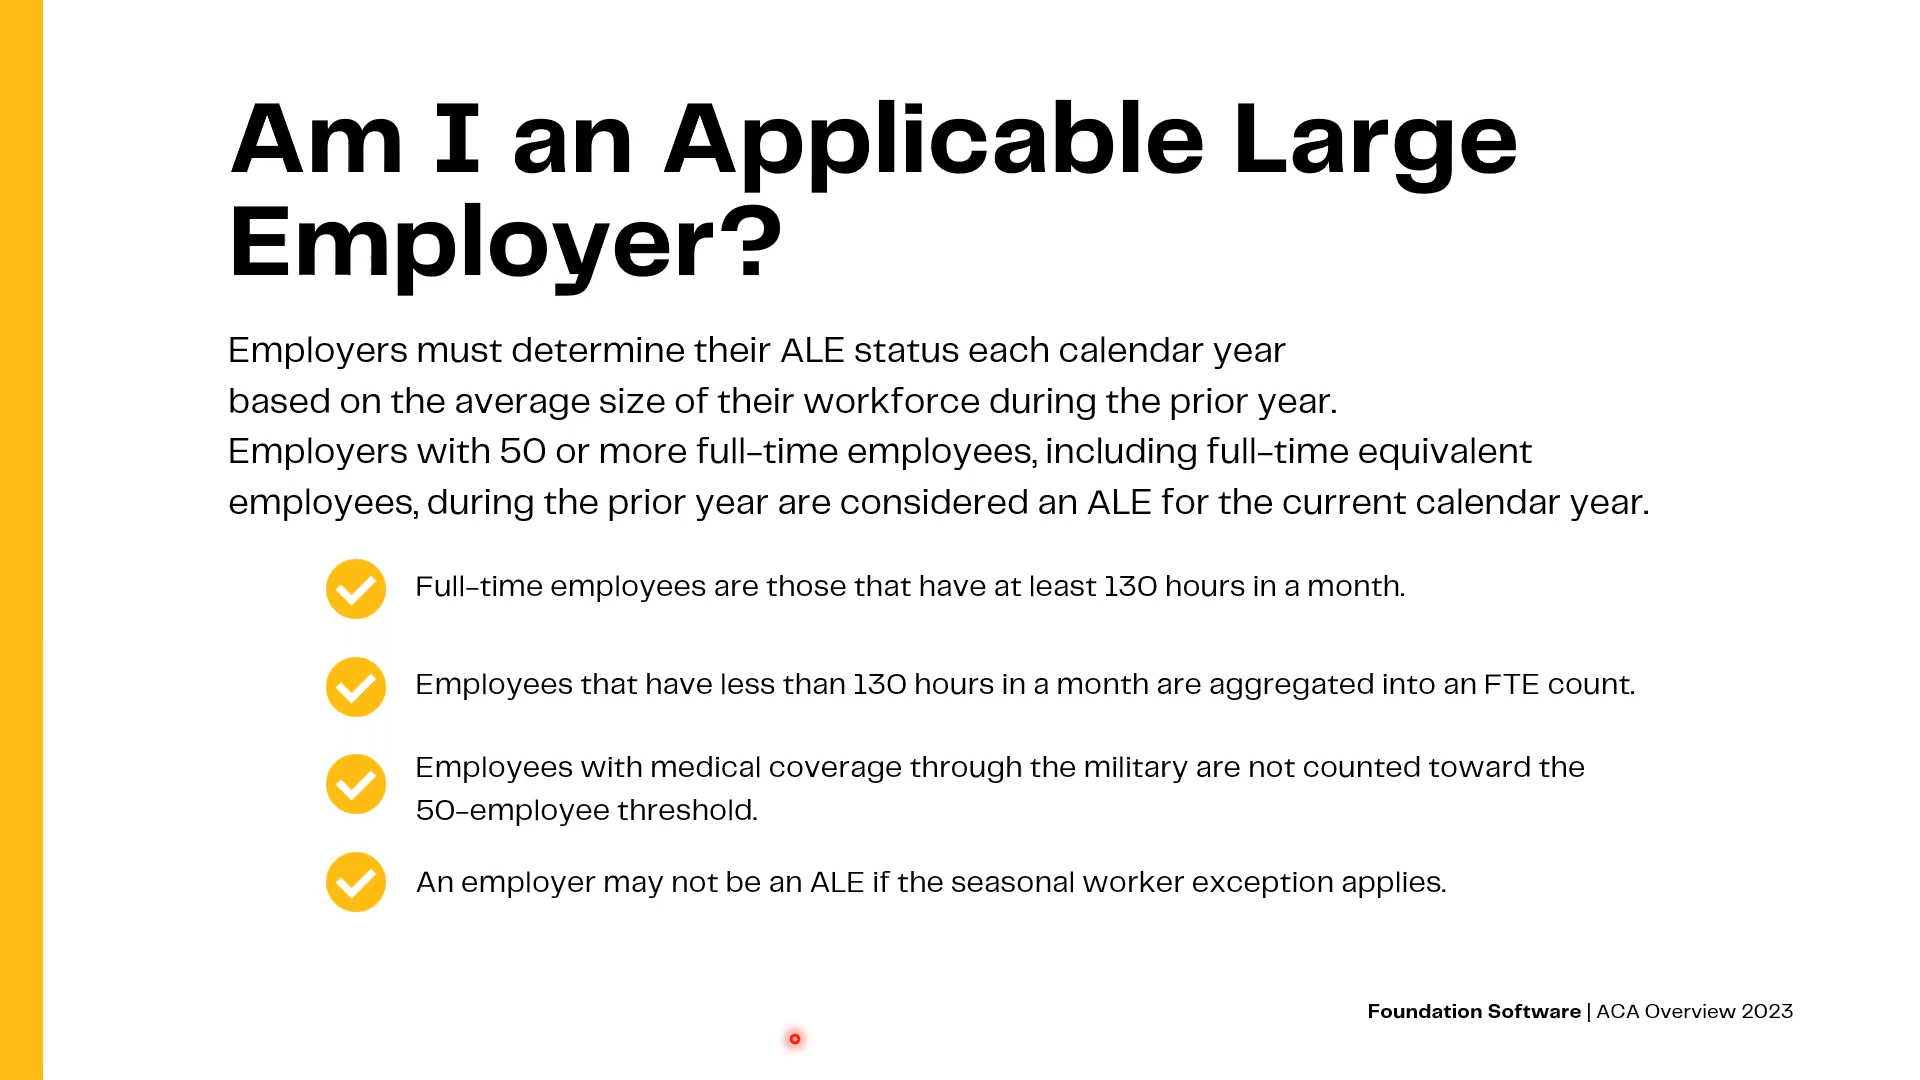 Am I an Applicable Large
Employer?
Employers must determine their ALE status each calendar year
based on the average size of their workforce during the prior year.
Employers with 50 or more full-time employees, including full-time equivalent
employees, during the prior year are considered an ALE for the current calendar year.
Full-time employees are those that have at least 130 hours in a month.
Employees that have less than 130 hours in a month are aggregated into an FTE count.
Employees with medical coverage through the military are not counted toward the
50-employee threshold.
An employer may not be an ALE if the seasonal worker exception applies.
Foundation Software | ACA Overview 2023